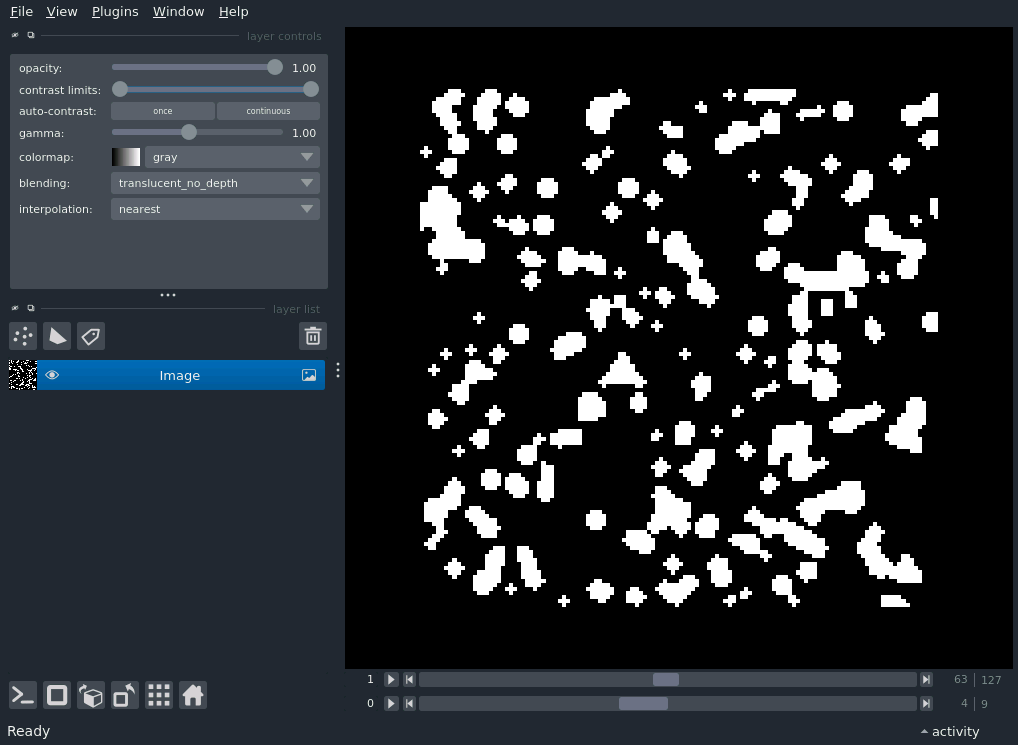 File View Plugins Window Help
layer controls
opacity: 1.00
contrast limits:
auto-contrast: once continuous
gamma: 1.00
colormap: gray
blending: translucent_no_depth
interpolation: nearest
layer list
Image
1 63 127
0 4 9
Ready activity